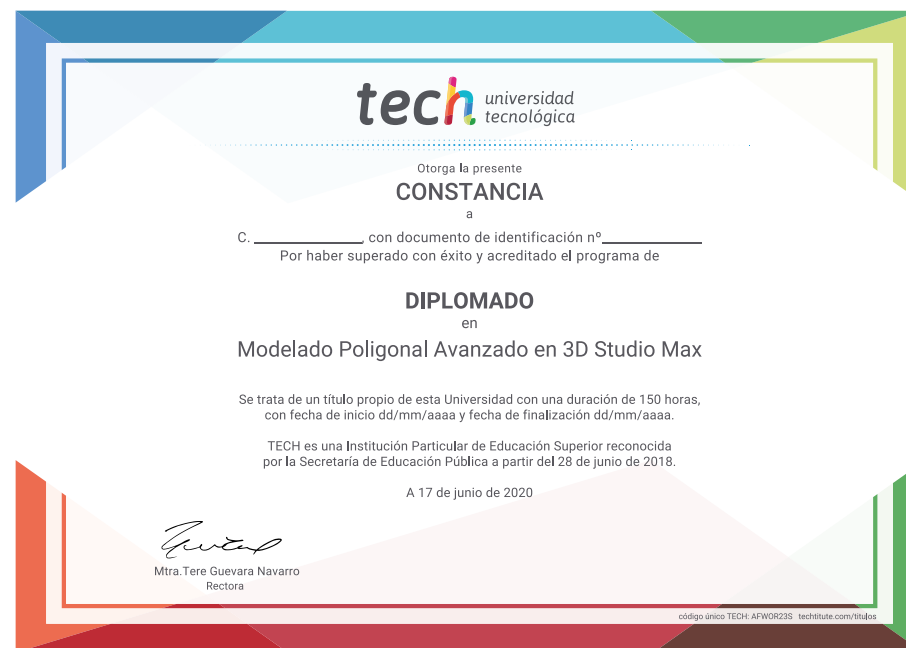 tech universidad
tecnológica
Otorga la presente
CONSTANCIA
a
C. ____________, con documento de identificación nº___________
Por haber superado con éxito y acreditado el programa de
DIPLOMADO
en
Modelado Poligonal Avanzado en 3D Studio Max
Se trata de un título propio de esta Universidad con una duración de 150 horas,
con fecha de inicio dd/mm/aaaa y fecha de finalización dd/mm/aaaa.
TECH es una Institución Particular de Educación Superior reconocida
por la Secretaría de Educación Pública a partir del 28 de junio de 2018.
A 17 de junio de 2020
Mtra.Tere Guevara Navarro
Rectora
código único TECH: AFWOR23S techtitute.com/titulos